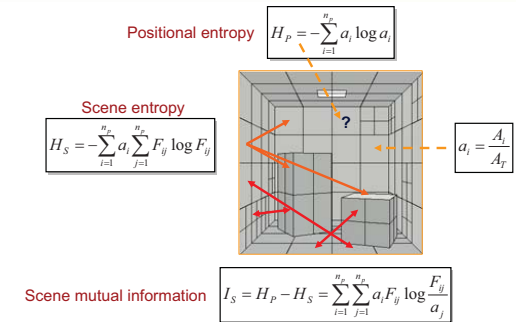 Positional entropy
$H_P = -\sum_{i=1}^{n_p} a_i \log a_i$
Scene entropy
$H_S = -\sum_{i=1}^{n_p} a_i \sum_{j=1}^{n_p} F_{ij} \log F_{ij}$
?
$a_i = \frac{A_i}{A_T}$
Scene mutual information
$I_S = H_P - H_S = \sum_{i=1}^{n_p} \sum_{j=1}^{n_p} a_i F_{ij} \log \frac{F_{ij}}{a_j}$